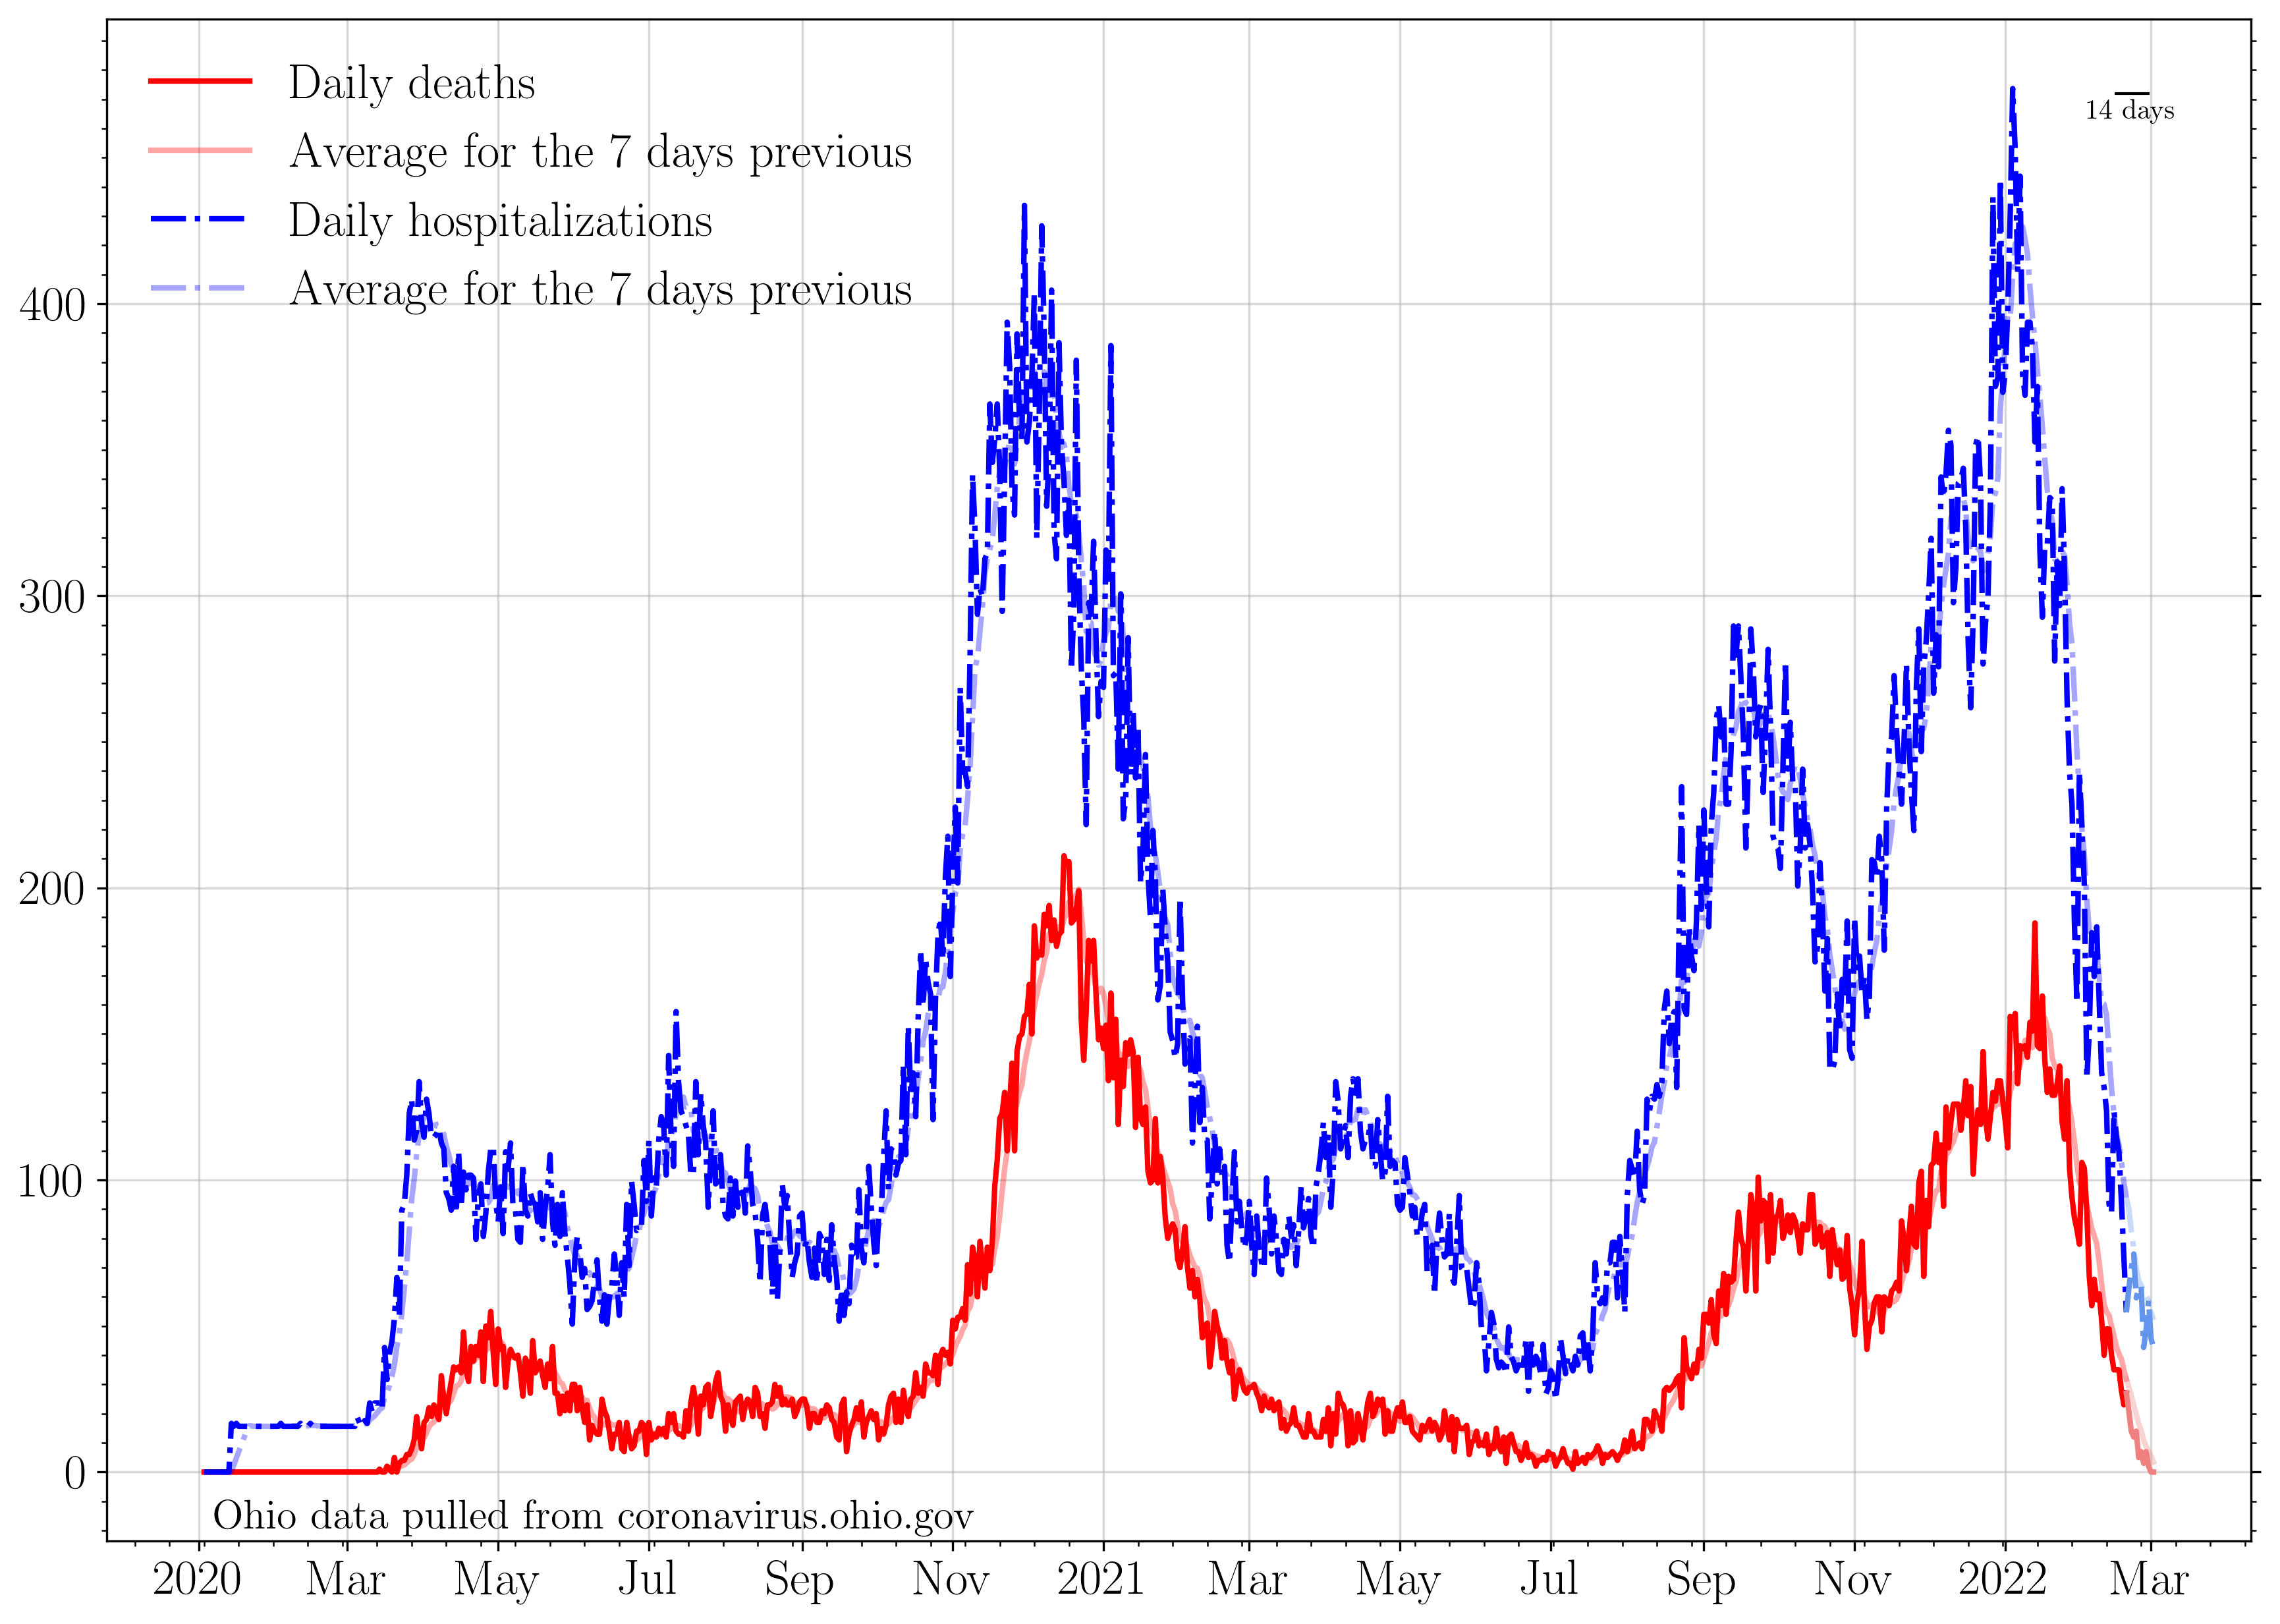 Daily deaths
Average for the 7 days previous
Daily hospitalizations
Average for the 7 days previous
14 days
400
300
200
100
0
Ohio data pulled from coronavirus.ohio.gov
2020 Mar May Jul Sep Nov 2021 Mar May Jul Sep Nov 2022 Mar